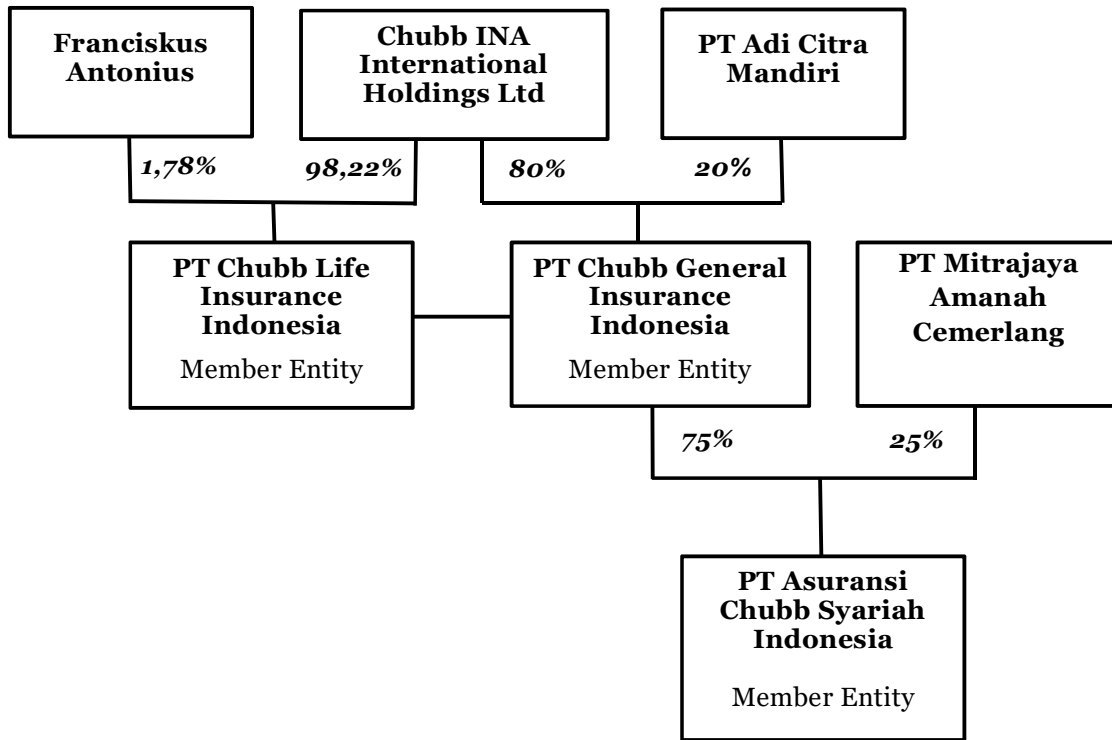 Franciskus
Antonius
Chubb INA
International
Holdings Ltd
PT Adi Citra
Mandiri
1,78%
98,22%
80%
20%
PT Chubb Life
Insurance
Indonesia
Member Entity
PT Chubb General
Insurance
Indonesia
Member Entity
PT Mitrajaya
Amanah
Cemerlang
75%
25%
PT Asuransi
Chubb Syariah
Indonesia
Member Entity